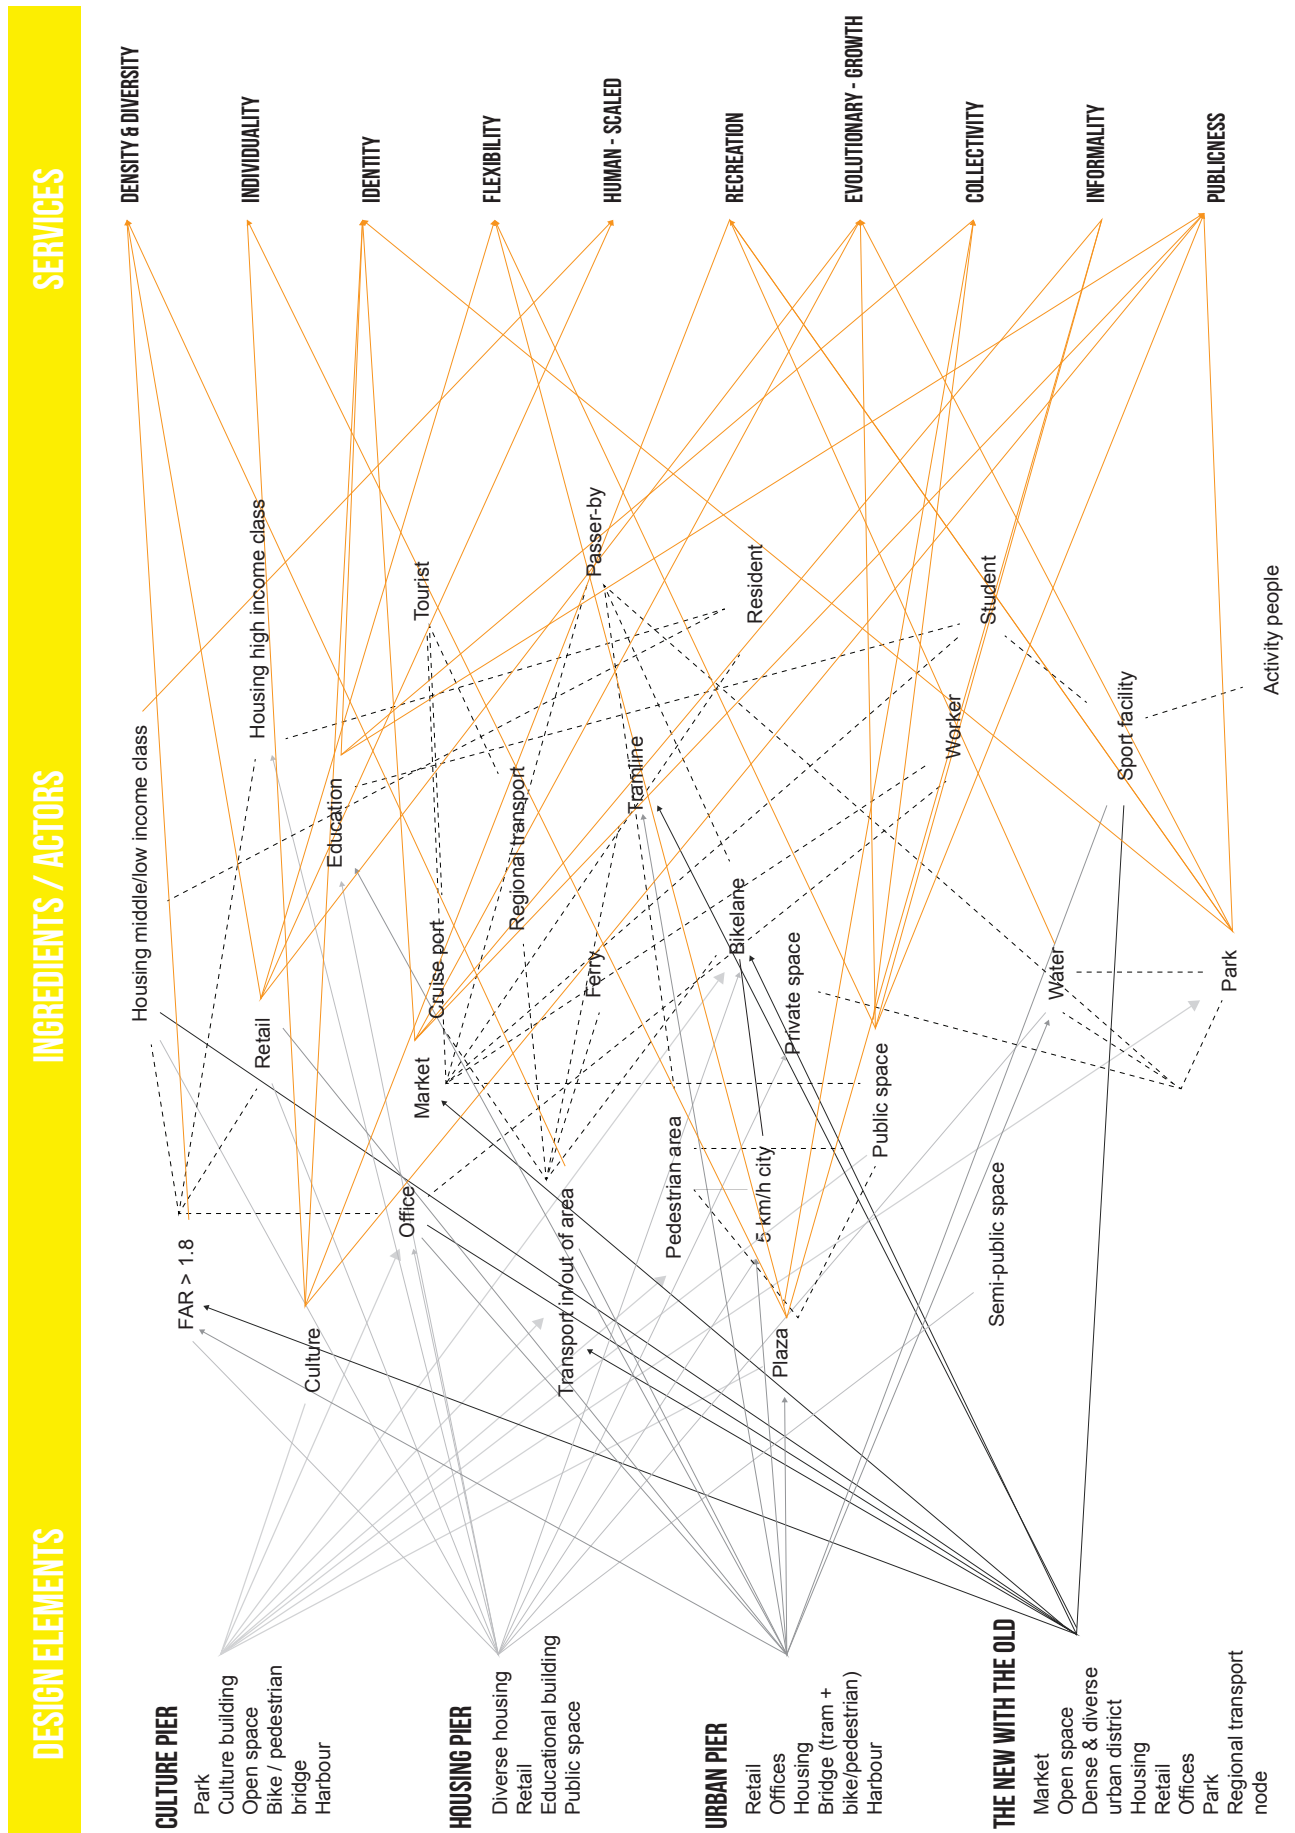 DESIGN ELEMENTS
INGREDIENTS / ACTORS
SERVICES
CULTURE PIER
Park
Culture building
Open space
Bike / pedestrian
bridge
Harbour
HOUSING PIER
Diverse housing
Retail
Educational building
Public space
URBAN PIER
Retail
Offices
Housing
Bridge (tram +
bike/pedestrian)
Harbour
THE NEW WITH THE OLD
Market
Open space
Dense & diverse
urban district
Housing
Retail
Offices
Park
Regional transport
node
Housing middle/low income class
FAR > 1.8
Housing high income class
Retail
Culture
Education
Office
Market
Cruise port
Tourist
Regional transport
Transport in/out of area
Ferry
Passer-by
Tramline
Pedestrian area
Bikelane
Resident
5 km/h city
Plaza
Private space
Public space
Worker
Student
Semi-public space
Water
Sport facility
Park
Activity people
DENSITY & DIVERSITY
INDIVIDUALITY
IDENTITY
FLEXIBILITY
HUMAN - SCALED
RECREATION
EVOLUTIONARY - GROWTH
COLLECTIVITY
INFORMALITY
PUBLICNESS